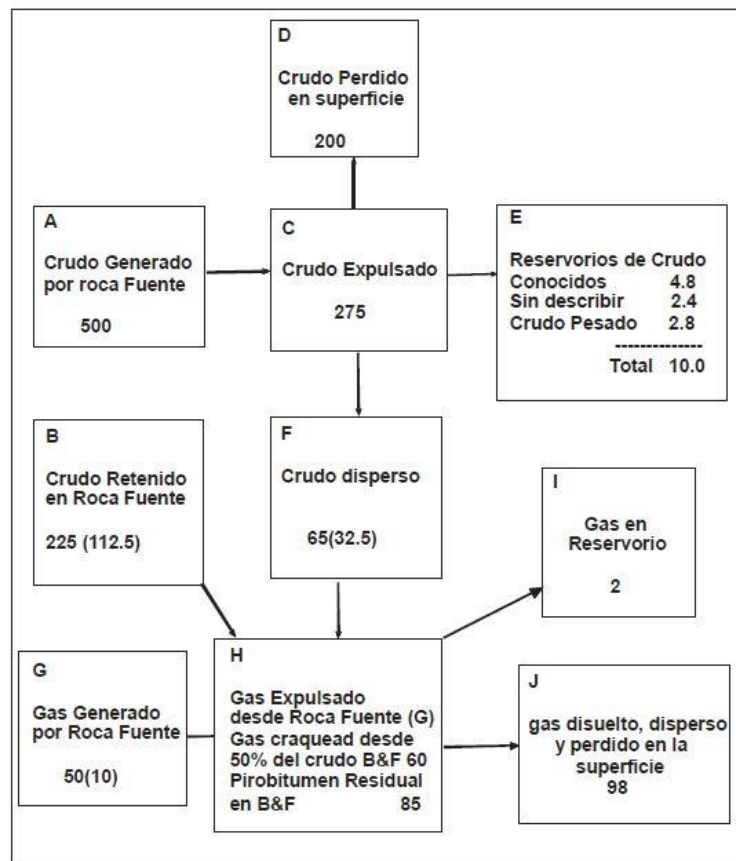 D
Crudo Perdido
en superficie
200
A
Crudo Generado
por roca Fuente
500
C
Crudo Expulsado
275
E
Reservorios de Crudo
Conocidos 4.8
Sin describir 2.4
Crudo Pesado 2.8
--------------
Total 10.0
B
Crudo Retenido
en Roca Fuente
225 (112.5)
F
Crudo disperso
65(32.5)
I
Gas en
Reservorio
2
G
Gas Generado
por Roca Fuente
50(10)
H
Gas Expulsado
desde Roca Fuente (G)
Gas craquead desde
50% del crudo B&F 60
Pirobitumen Residual
en B&F 85
J
gas disuelto, disperso
y perdido en la
superficie
98